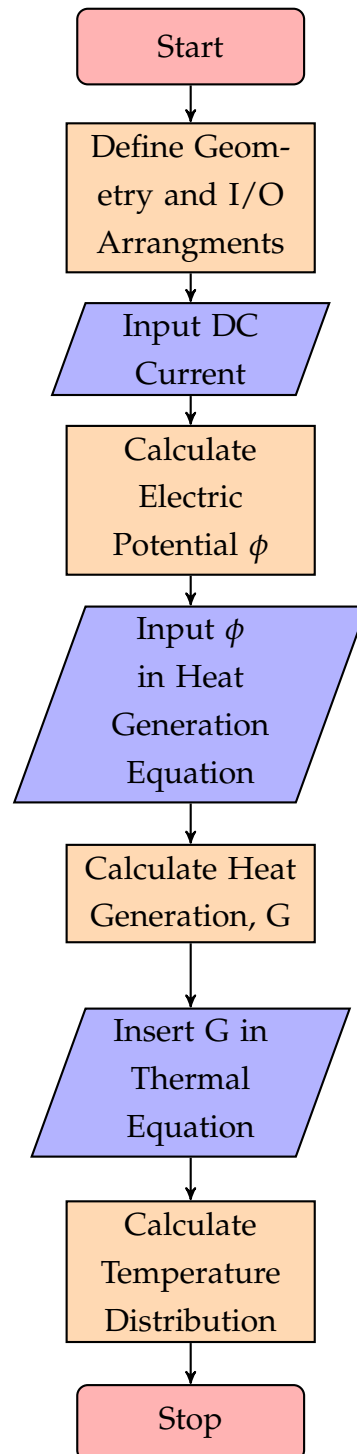 Start
Define Geom-
etry and I/O
Arrangments
Input DC
Current
Calculate
Electric
Potential ϕ
Input ϕ
in Heat
Generation
Equation
Calculate Heat
Generation, G
Insert G in
Thermal
Equation
Calculate
Temperature
Distribution
Stop